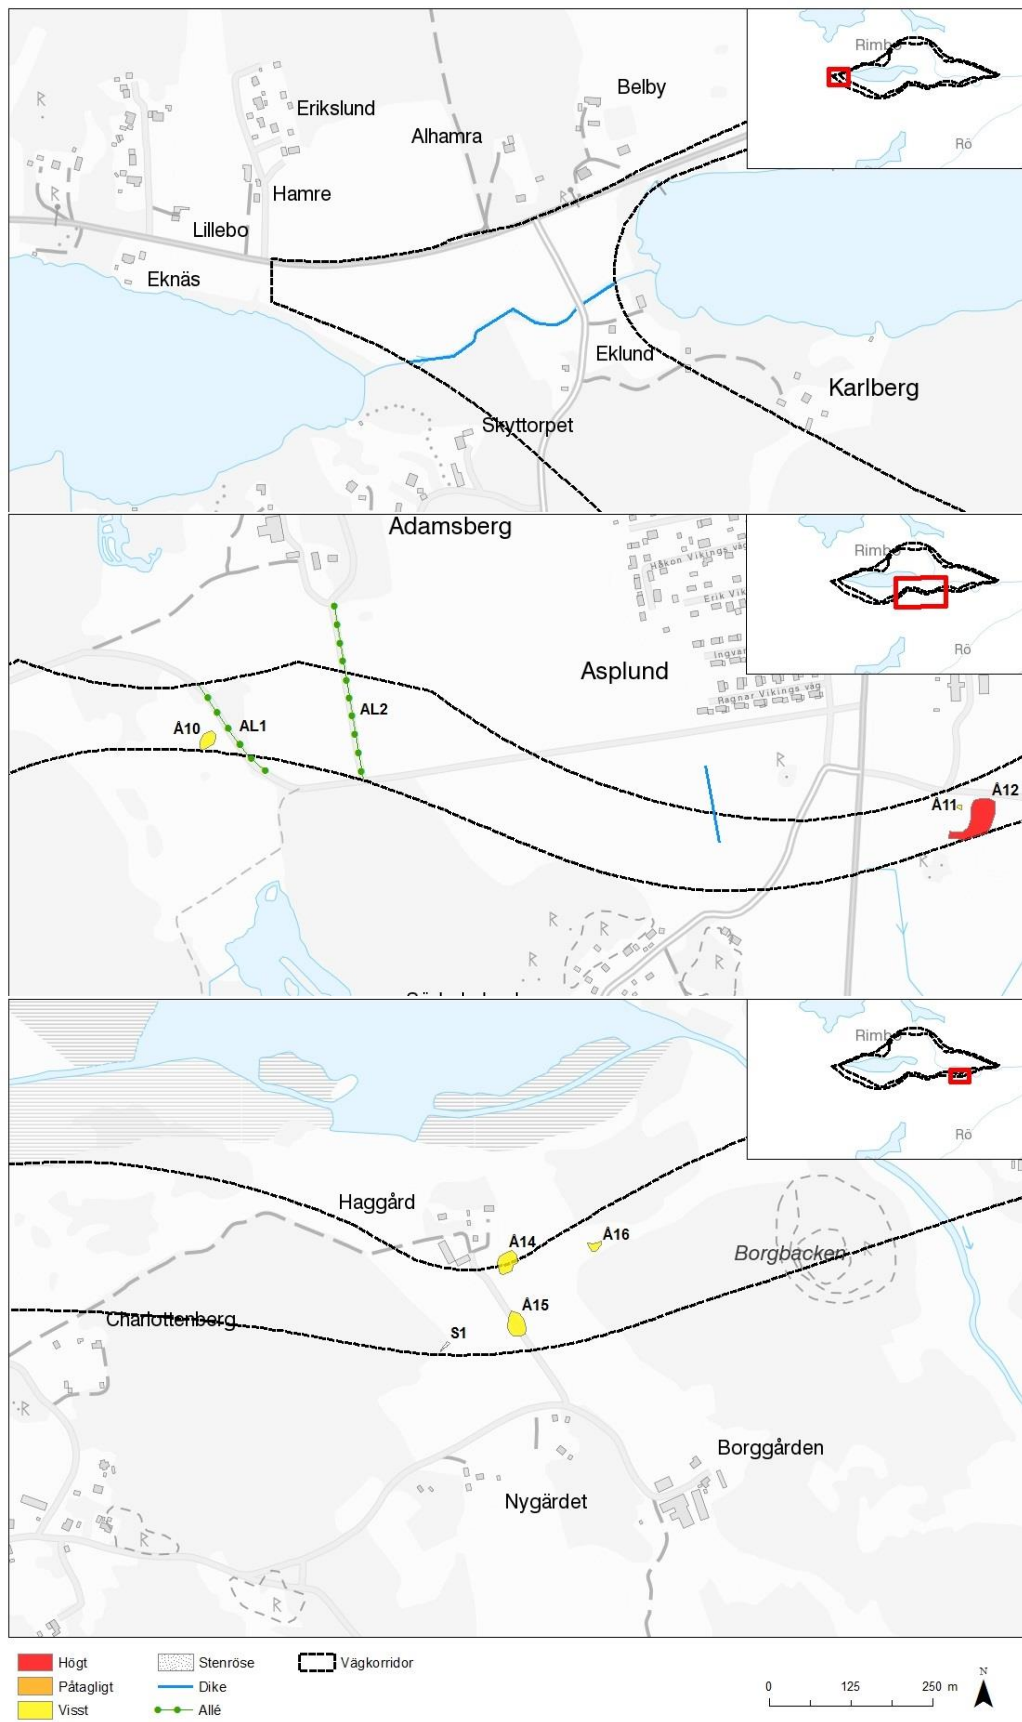 Rimbo
Rö
Belby
Erikslund
Alhamra
Hamre
Lillebo
Eknäs
Eklund
Karlberg
Skyttorpet
Adamsberg
Rimbo
Rö
Håkon Vikings väg
Erik Vik
Ingvar
Ragnar Vikings väg
Asplund
AL2
AL1
Å10
Å12
Å11
Rimbo
Rö
Haggård
Å14
Å16
Borgbacken
Å15
Charlottenberg
S1
Borggården
Nygärdet
Högt
Påtagligt
Visst
Stenröse
Dike
Allé
Vägkorridor
0 125 250 m
N